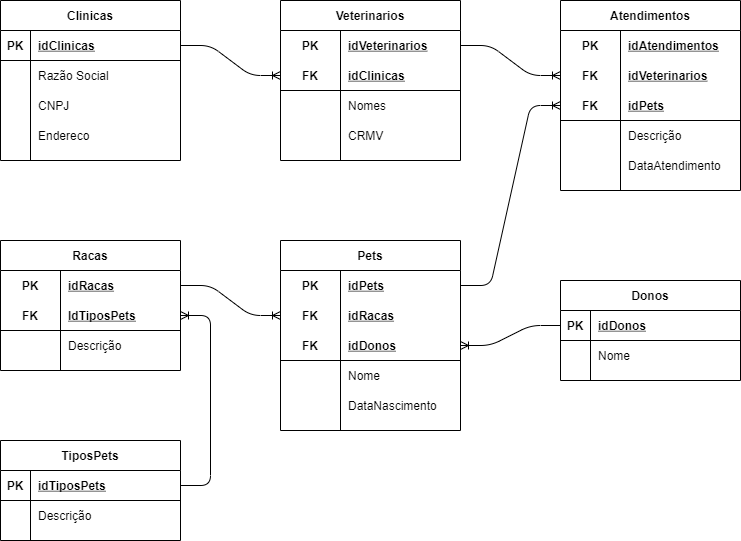 Clinicas
PK idClinicas
Razão Social
CNPJ
Endereco
Veterinarios
PK idVeterinarios
FK idClinicas
Nomes
CRMV
Atendimentos
PK idAtendimentos
FK idVeterinarios
FK idPets
Descrição
DataAtendimento
Racas
PK idRacas
FK IdTiposPets
Descrição
Pets
PK idPets
FK idRacas
FK idDonos
Nome
DataNascimento
Donos
PK idDonos
Nome
TiposPets
PK idTiposPets
Descrição